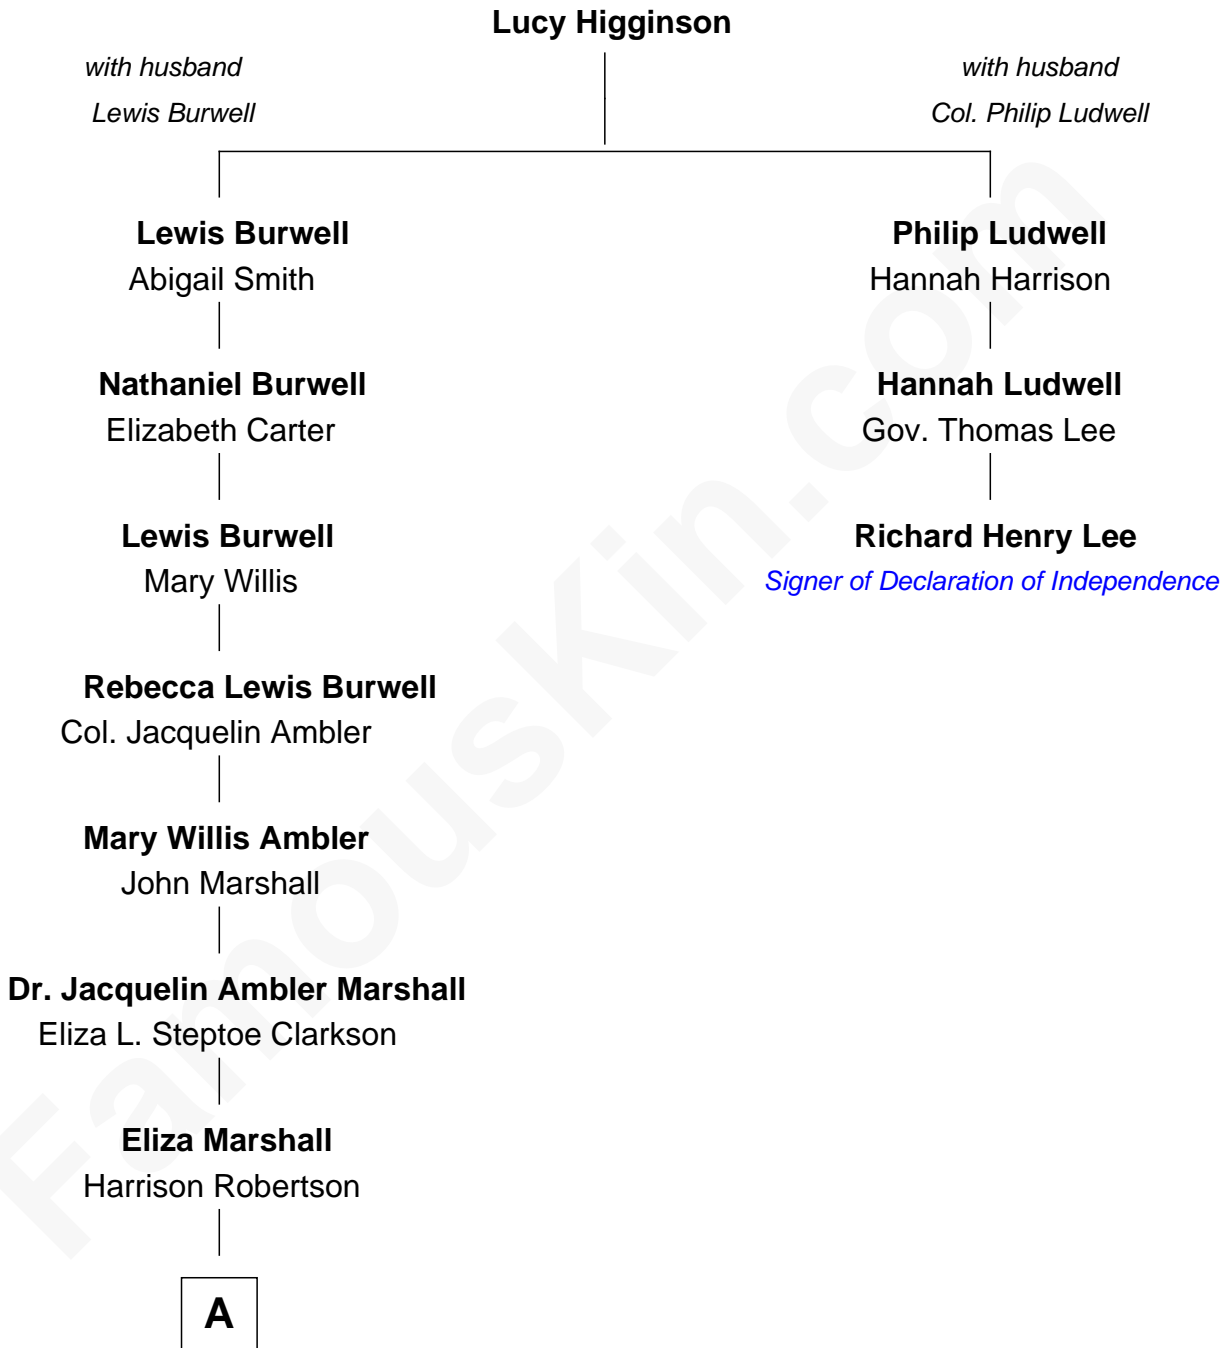 Lucy Higginson
with husband
Lewis Burwell
with husband
Col. Philip Ludwell
Lewis Burwell
Abigail Smith
Philip Ludwell
Hannah Harrison
Nathaniel Burwell
Elizabeth Carter
Hannah Ludwell
Gov. Thomas Lee
Lewis Burwell
Mary Willis
Richard Henry Lee
Signer of Declaration of Independence
Rebecca Lewis Burwell
Col. Jacquelin Ambler
Mary Willis Ambler
John Marshall
Dr. Jacquelin Ambler Marshall
Eliza L. Steptoe Clarkson
Eliza Marshall
Harrison Robertson
A
FamousKin.com